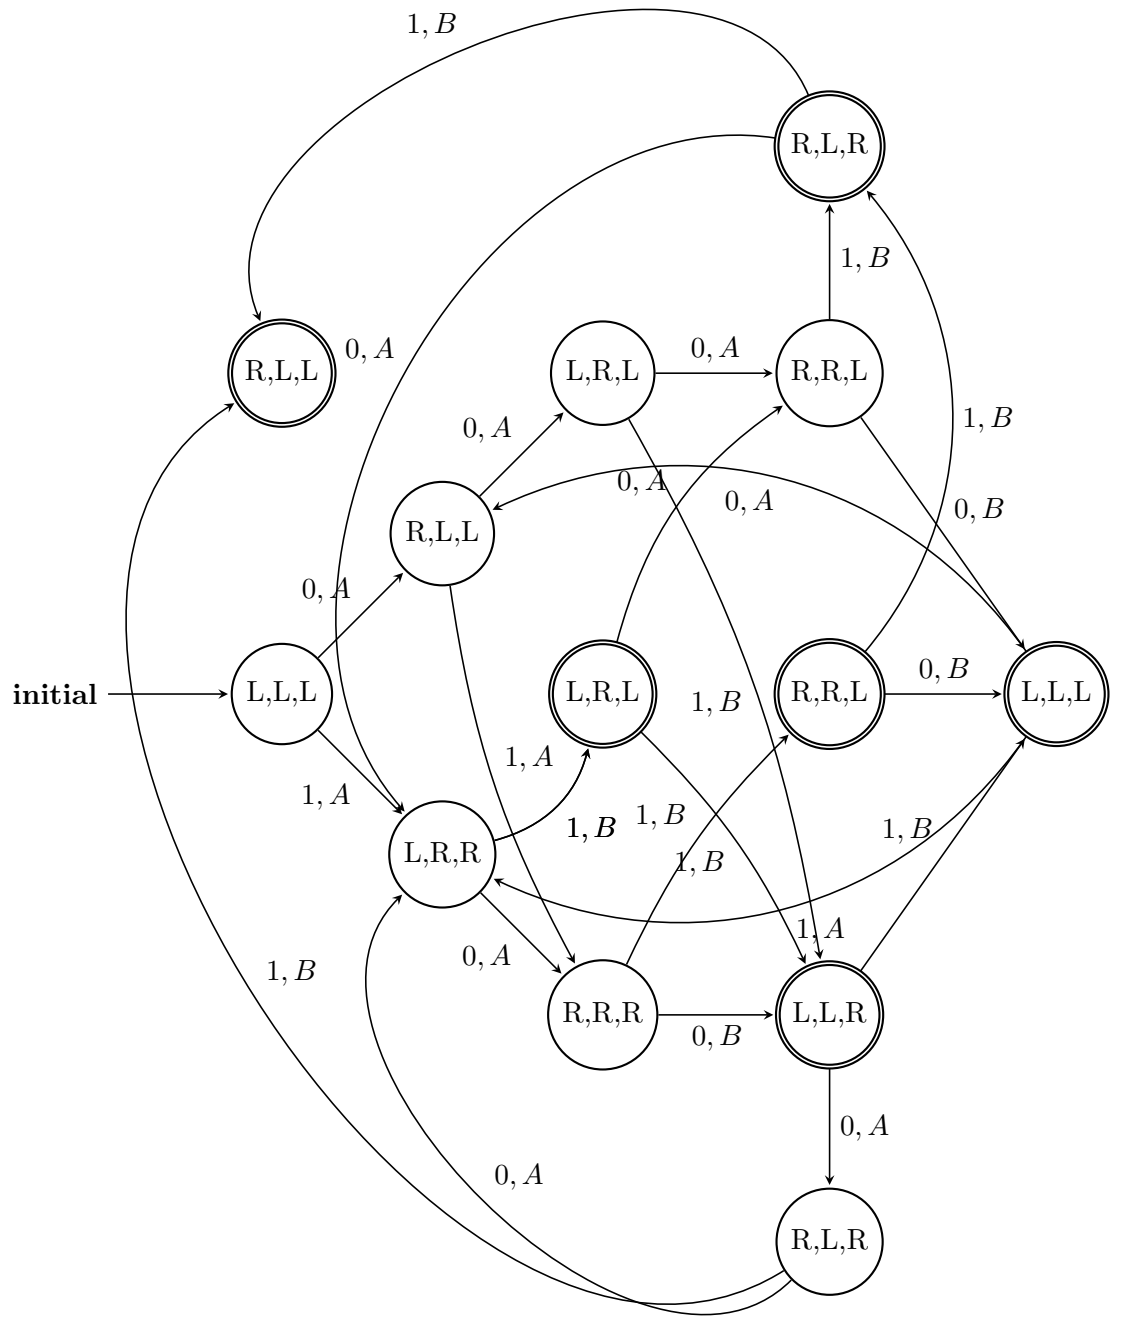 1, B
R,L,R
1, B
0, A
R,L,L
L,R,L
0, A
R,R,L
0, A
1, B
0, A
0, A
0, B
R,L,L
0, A
initial
L,L,L
L,R,L
1, B
R,R,L
0, B
L,L,L
1, A
1, A
1, B
1, B
1, B
1, B
L,R,R
0, A
1, A
1, B
R,R,R
0, B
L,L,R
0, A
0, A
R,L,R